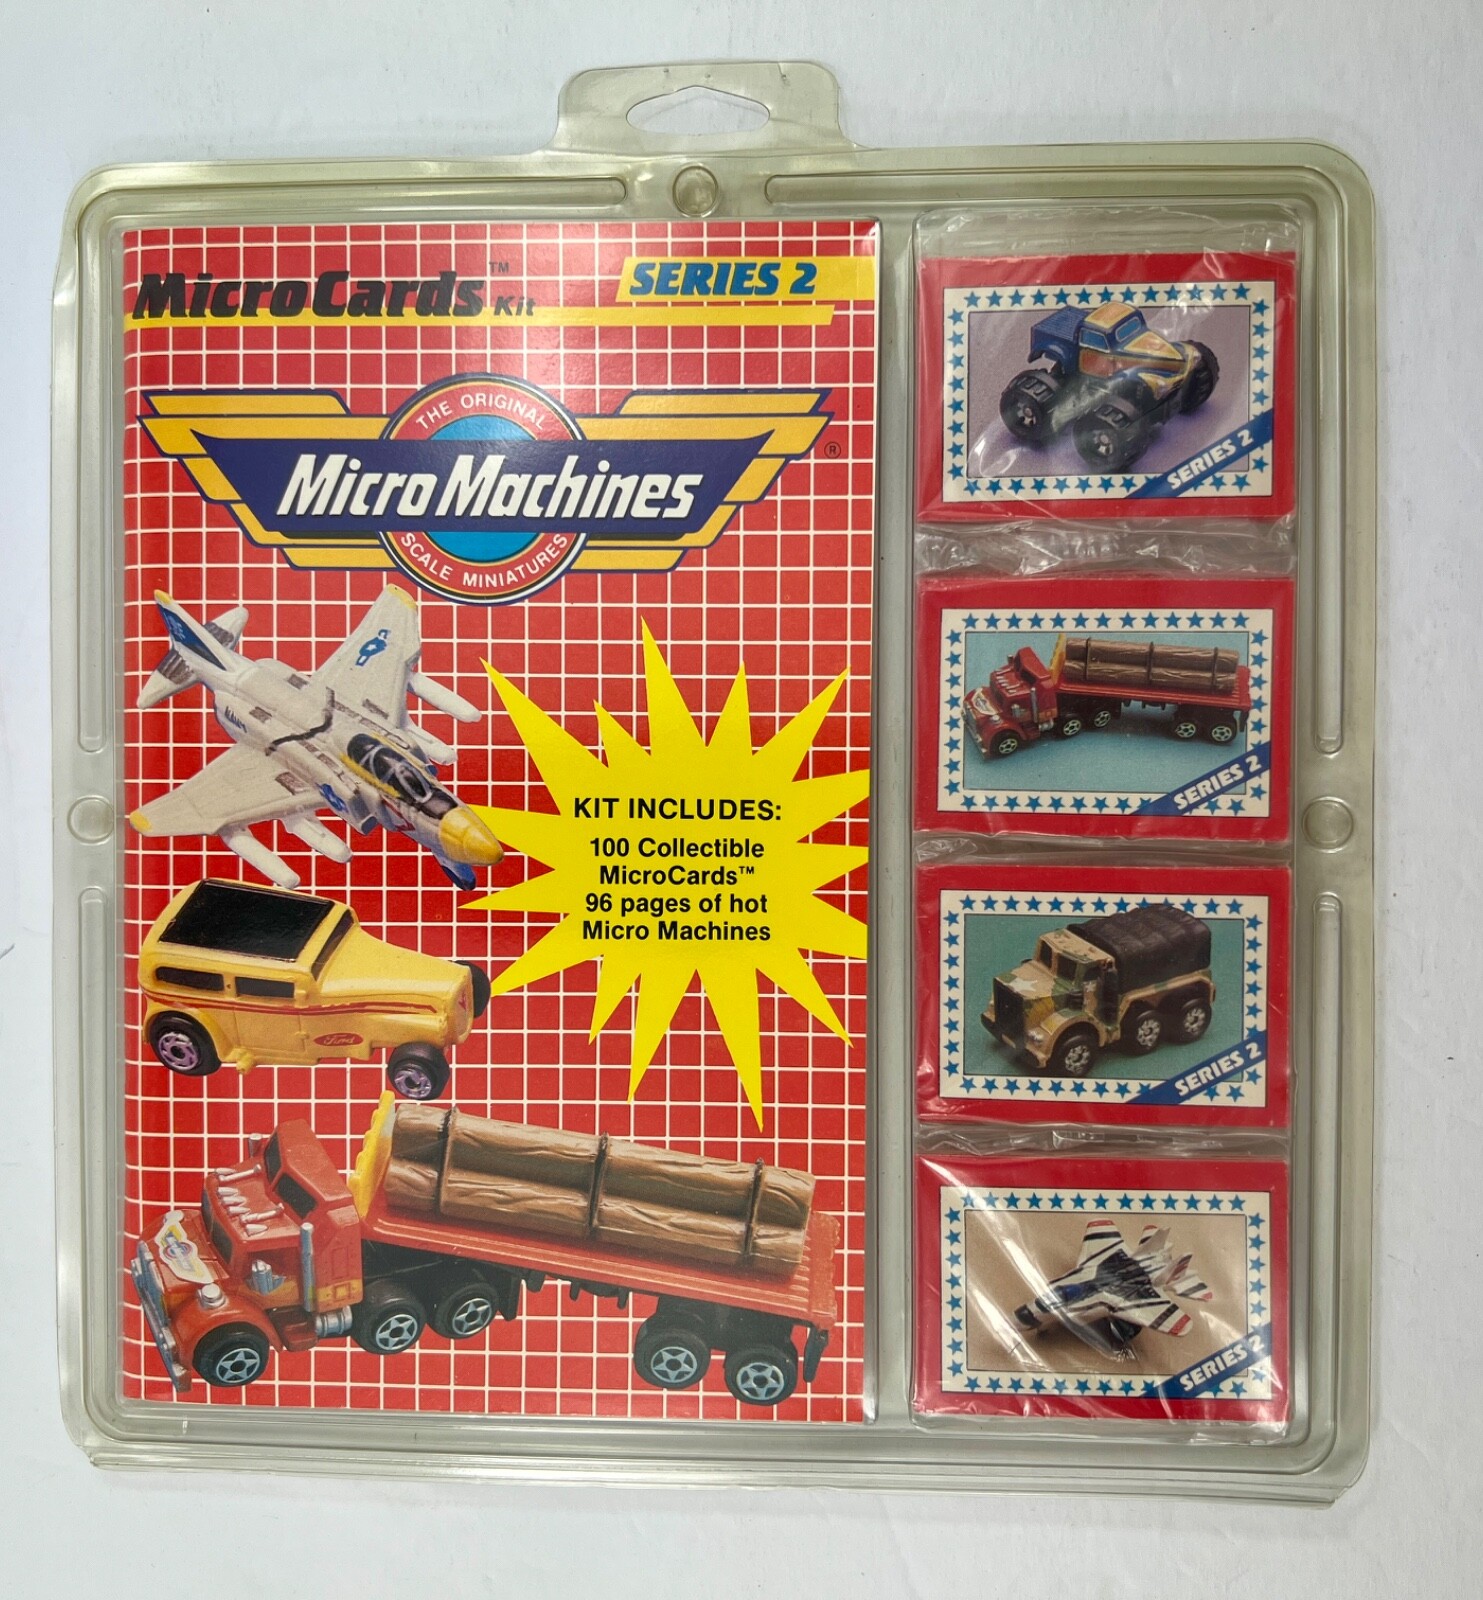 MicroCards™ Kit
SERIES 2
THE ORIGINAL
Micro Machines®
SCALE MINIATURES
KIT INCLUDES:
100 Collectible
MicroCards™
96 pages of hot
Micro Machines
Ford
SERIES 2
SERIES 2
SERIES 2
SERIES 2